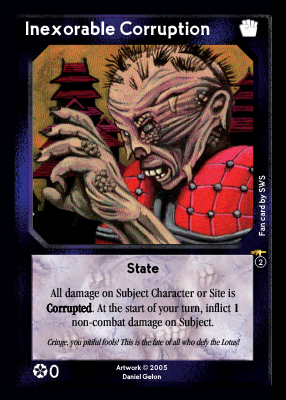 Inexorable Corruption
Fan card by SWS
2
State
All damage on Subject Character or Site is
Corrupted. At the start of your turn, inflict 1
non-combat damage on Subject.
Cringe, you pitiful fools! This is the fate of all who defy the Lotus!
0
Artwork © 2005
Daniel Gelon